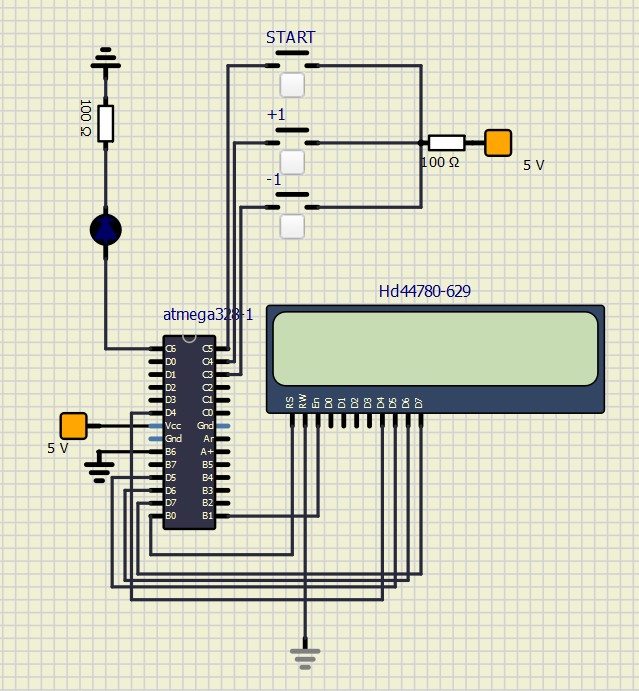 START
100 Ω
+1
100 Ω
5 V
-1
Hd44780-629
atmega328-1
C6 C5
D0 C4
D1 C3
D2 C2
D3 C1
D4 C0
Vcc Gnd
Gnd Ar
B6 A+
B7 B5
D5 B4
D6 B3
D7 B2
B0 B1
5 V
RS RW En D0 D1 D2 D3 D4 D5 D6 D7